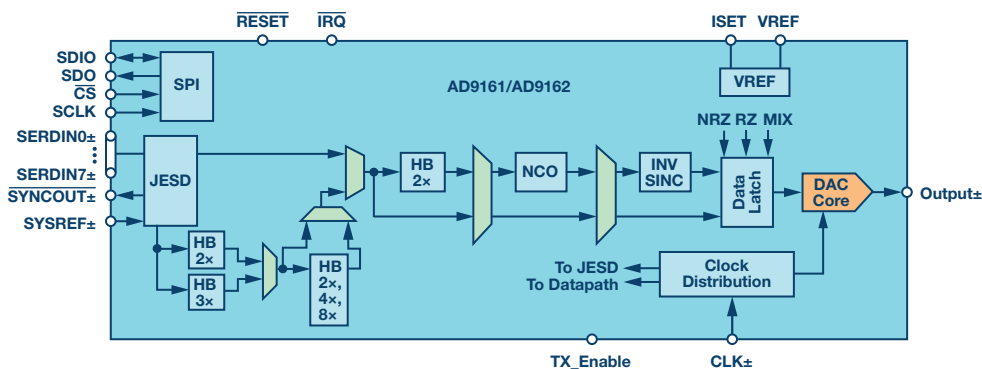 RESET
IRQ
ISET
VREF
SDIO
SDO
CS
SCLK
SPI
AD9161/AD9162
VREF
SERDIN0±
SERDIN7±
SYNCOUT±
SYSREF±
JESD
NRZ RZ MIX
HB
2×
NCO
INV
SINC
Data
Latch
DAC
Core
Output±
HB
2×
HB
3×
HB
2×,
4×,
8×
To JESD
To Datapath
Clock
Distribution
TX_Enable
CLK±